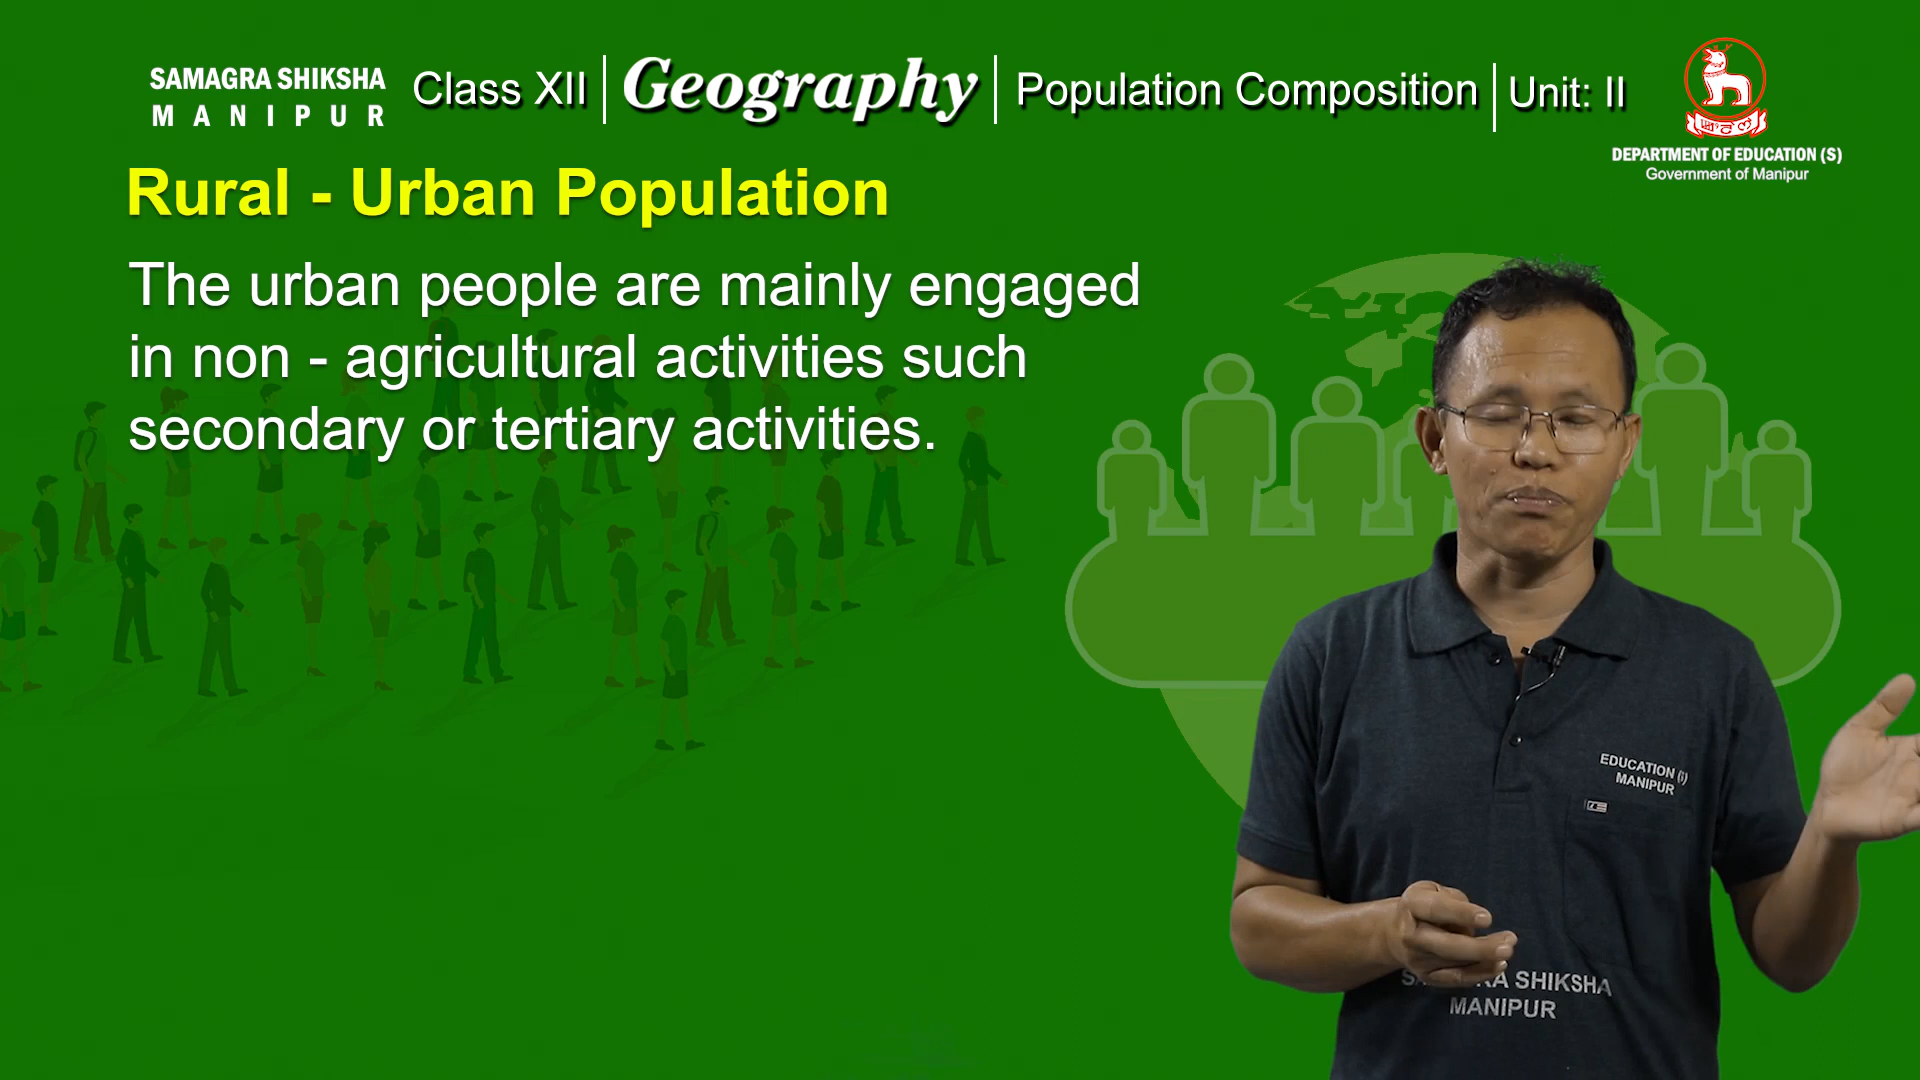 SAMAGRA SHIKSHA
MANIPUR
Class XII
Geography
Population Composition
Unit: II
DEPARTMENT OF EDUCATION (S)
Government of Manipur
Rural - Urban Population
The urban people are mainly engaged
in non - agricultural activities such
secondary or tertiary activities.
EDUCATION (S)
MANIPUR
SHIKSHA
MANIPUR